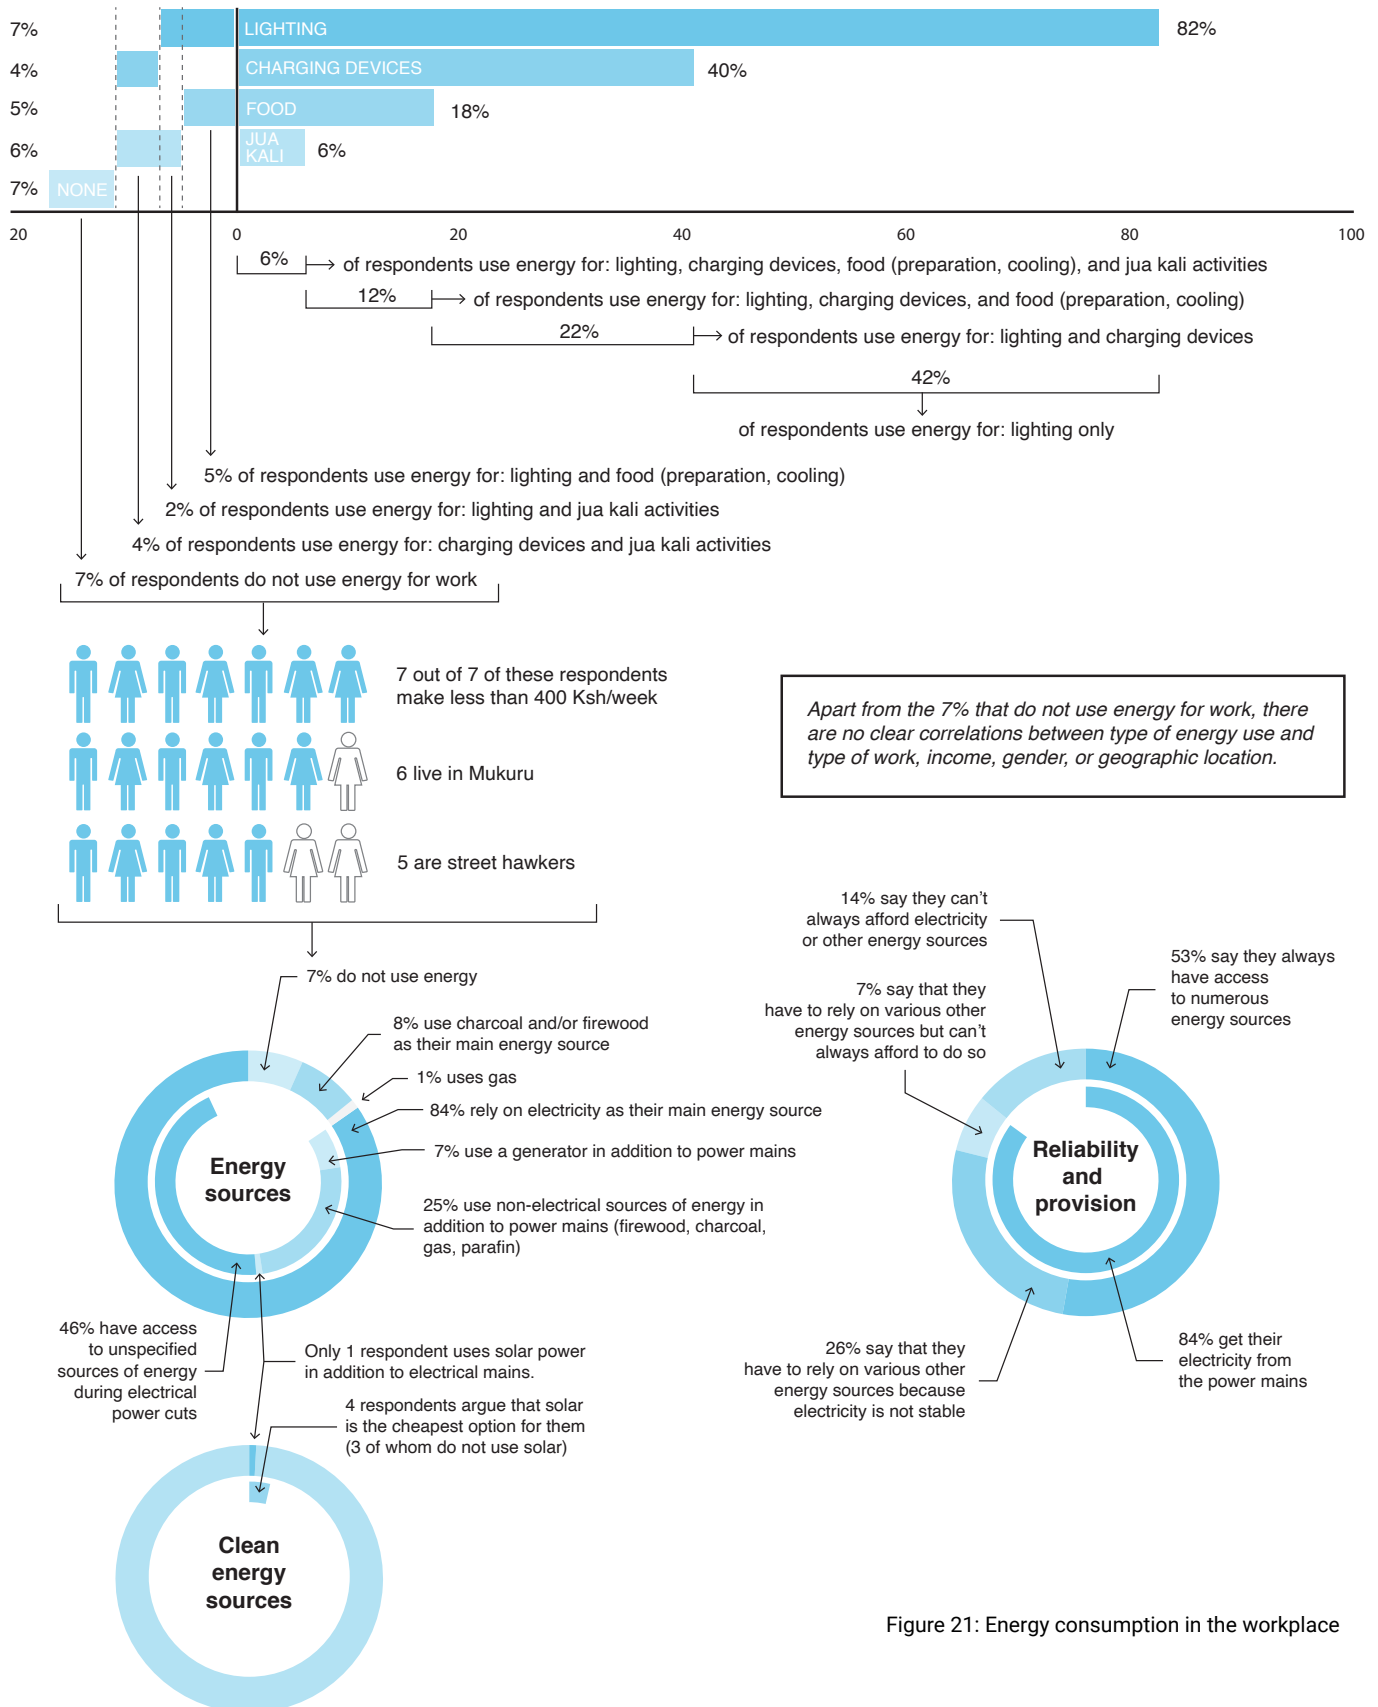 7%
LIGHTING
82%
4%
CHARGING DEVICES
40%
5%
FOOD
18%
6%
JUA
KALI
6%
7%
NONE
20
0
20
40
60
80
100
6%
of respondents use energy for: lighting, charging devices, food (preparation, cooling), and jua kali activities
12%
of respondents use energy for: lighting, charging devices, and food (preparation, cooling)
22%
of respondents use energy for: lighting and charging devices
42%
of respondents use energy for: lighting only
5% of respondents use energy for: lighting and food (preparation, cooling)
2% of respondents use energy for: lighting and jua kali activities
4% of respondents use energy for: charging devices and jua kali activities
7% of respondents do not use energy for work
7 out of 7 of these respondents
make less than 400 Ksh/week
6 live in Mukuru
5 are street hawkers
Apart from the 7% that do not use energy for work, there
are no clear correlations between type of energy use and
type of work, income, gender, or geographic location.
7% do not use energy
8% use charcoal and/or firewood
as their main energy source
1% uses gas
84% rely on electricity as their main energy source
7% use a generator in addition to power mains
25% use non-electrical sources of energy in
addition to power mains (firewood, charcoal,
gas, parafin)
Energy
sources
46% have access
to unspecified
sources of energy
during electrical
power cuts
Only 1 respondent uses solar power
in addition to electrical mains.
4 respondents argue that solar
is the cheapest option for them
(3 of whom do not use solar)
Clean
energy
sources
14% say they can't
always afford electricity
or other energy sources
7% say that they
have to rely on various other
energy sources but can't
always afford to do so
53% say they always
have access
to numerous
energy sources
Reliability
and
provision
26% say that they
have to rely on various other
energy sources because
electricity is not stable
84% get their
electricity from
the power mains
Figure 21: Energy consumption in the workplace